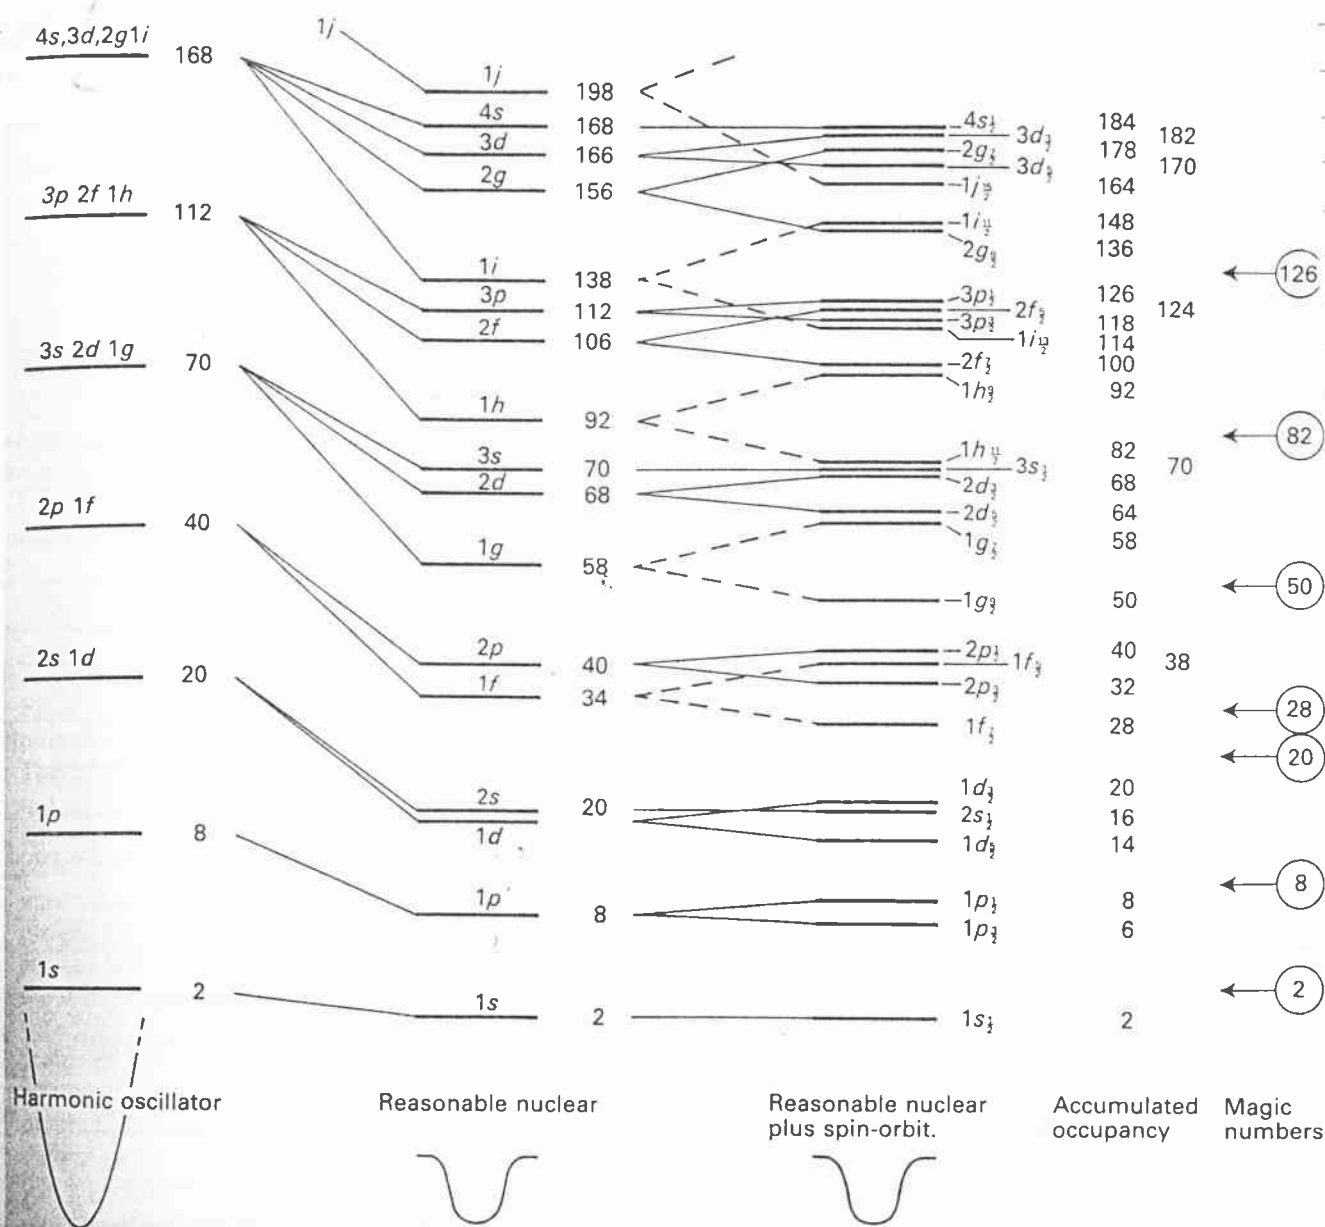 1j
4s,3d,2g1i 168
1j 198
4s 168
3d 166
2g 156
4s½ 184
3d3/2 182
2g7/2 178
3d5/2 170
1j15/2 164
3p 2f 1h 112
1i11/2 148
2g9/2 136
126
1i 138
3p 112
2f 106
3p½ 126
2f5/2 124
3p3/2 118
1i13/2 114
2f7/2 100
1h9/2 92
3s 2d 1g 70
1h 92
82
3s 70
2d 68
1h11/2 82
3s½ 70
2d3/2 68
2d5/2 64
1g7/2 58
2p 1f 40
1g 58
50
1g9/2 50
2p 40
1f 34
2p½ 40
1f5/2 38
2p3/2 32
28
1f7/2 28
20
2s 1d 20
2s 20
1d
1d3/2 20
2s½ 16
1d5/2 14
1p 8
8
1p 8
1p½ 8
1p3/2 6
1s 2
2
1s 2
1s½ 2
Harmonic oscillator
Reasonable nuclear
Reasonable nuclear
plus spin-orbit.
Accumulated
occupancy
Magic
numbers